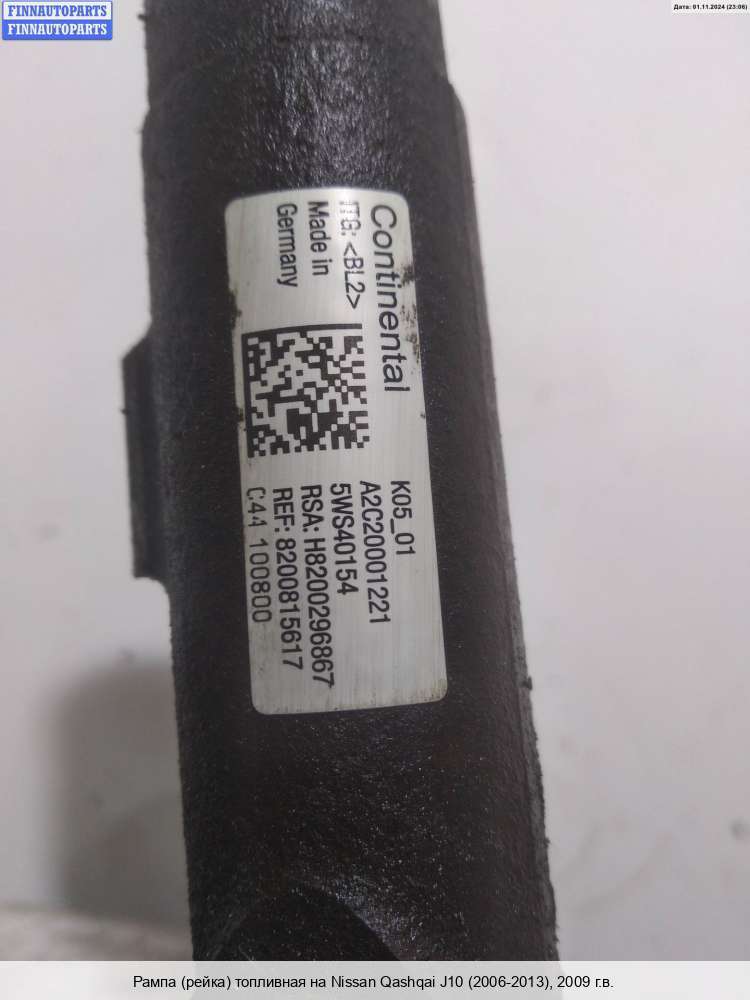 FINNAUTOPARTS
FINNAUTOPARTS
Дата: 01.11.2024 (23:06)
Continental
ITG: <BL2>
Made in
Germany
K05_01
A2C20001221
5WS40154
RSA: H8200296867
REF: 8200815617
C44 100800
Рампа (рейка) топливная на Nissan Qashqai J10 (2006-2013), 2009 г.в.